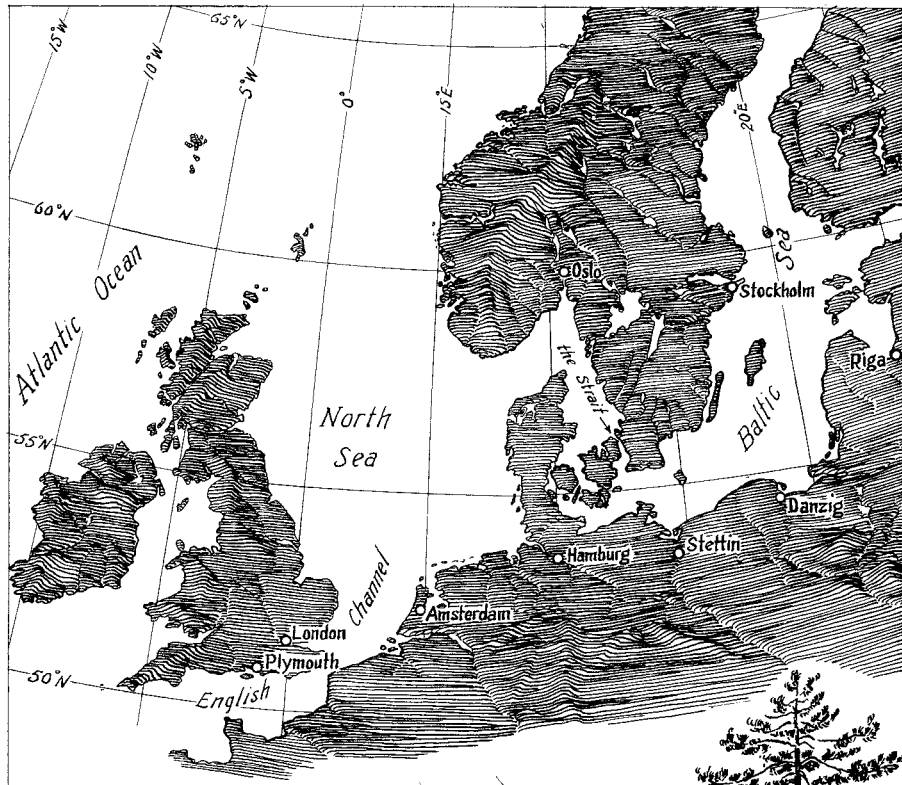 65°N
15°W
10°W
5°W
0°
15°E
20°E
60°N
Atlantic Ocean
Oslo
Stockholm
Sea
Baltic
Riga
the Strait
North
Sea
55°N
Danzig
Stettin
Hamburg
Amsterdam
Channel
English
London
Plymouth
50°N